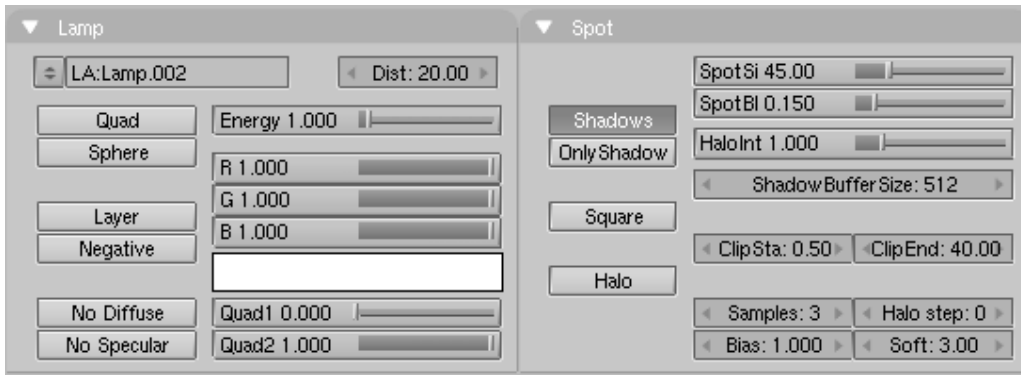 Lamp
LA:Lamp.002
Dist: 20.00
Quad
Energy 1.000
Sphere
R 1.000
G 1.000
Layer
B 1.000
Negative
No Diffuse
Quad1 0.000
No Specular
Quad2 1.000
Spot
SpotSi 45.00
SpotBl 0.150
Shadows
OnlyShadow
HaloInt 1.000
ShadowBufferSize: 512
Square
ClipSta: 0.50
ClipEnd: 40.00
Halo
Samples: 3
Halo step: 0
Bias: 1.000
Soft: 3.00